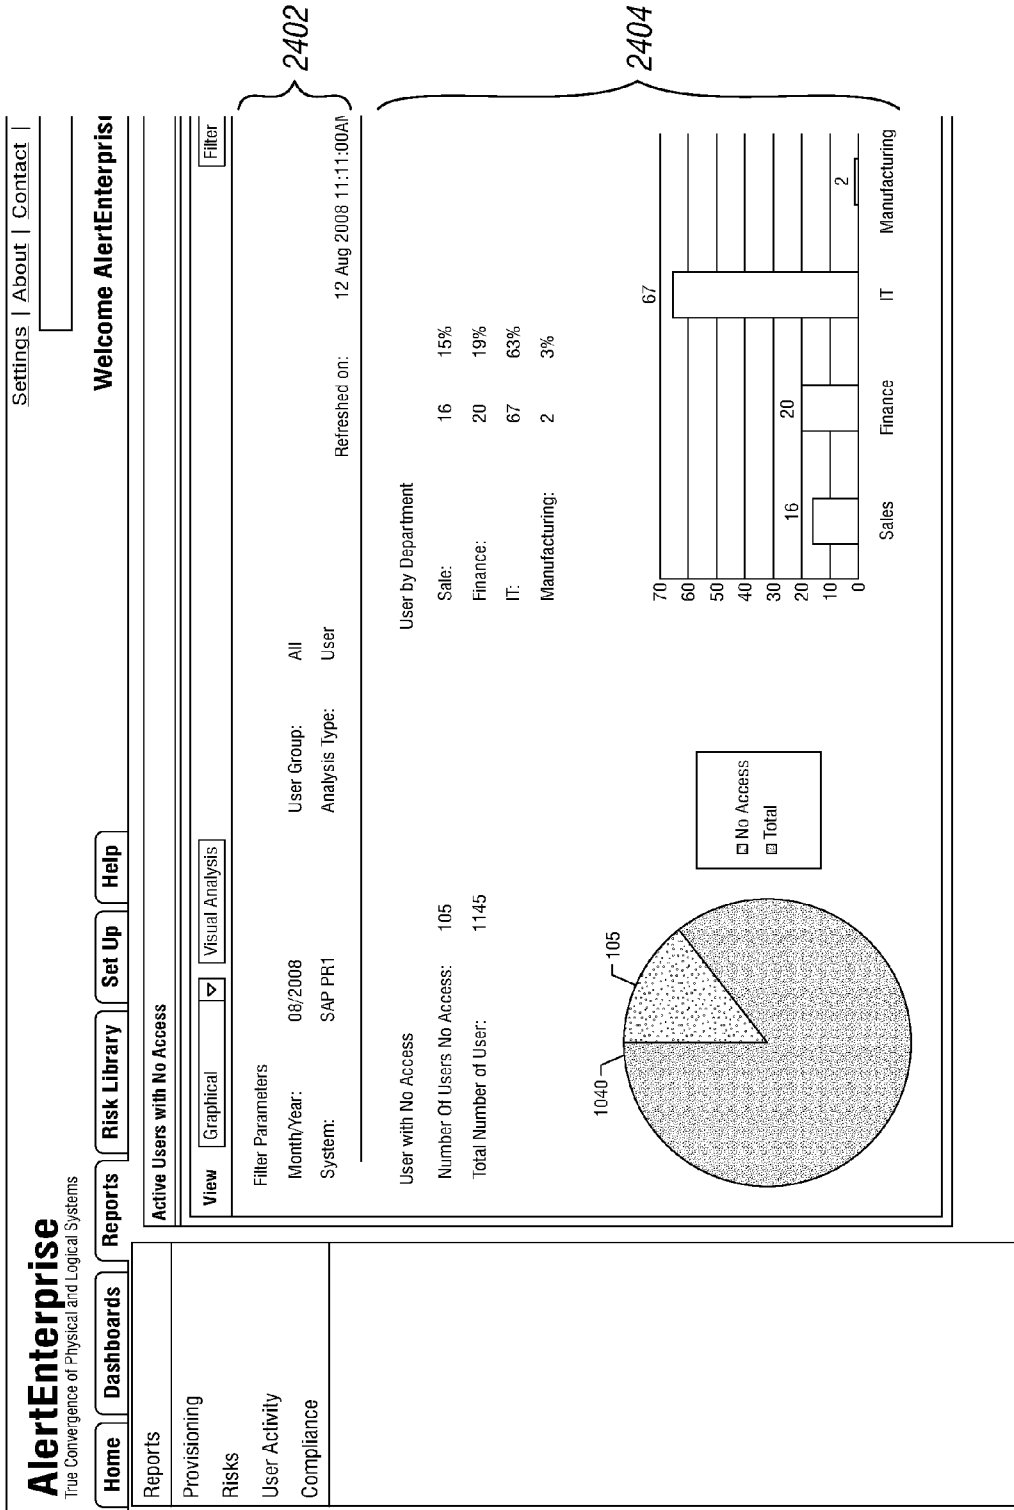 Settings | About | Contact |
AlertEnterprise
True Convergence of Physical and Logical Systems
Welcome AlertEnterprise
Home Dashboards Reports Risk Library Set Up Help
Reports
Provisioning
Risks
User Activity
Compliance
Active Users with No Access
View Graphical Visual Analysis Filter
Filter Parameters
Month/Year: 08/2008 User Group: All
System: SAP PR1 Analysis Type: User
Refreshed on: 12 Aug 2008 11:11:00AM
2402
User with No Access User by Department
Number Of Users No Access: 105 Sale: 16 15%
Total Number of User: 1145 Finance: 20 19%
IT: 67 63%
Manufacturing: 2 3%
1040
105
No Access
Total
70
60
50
40
30
20
10
0
16
20
67
2
Sales Finance IT Manufacturing
2404